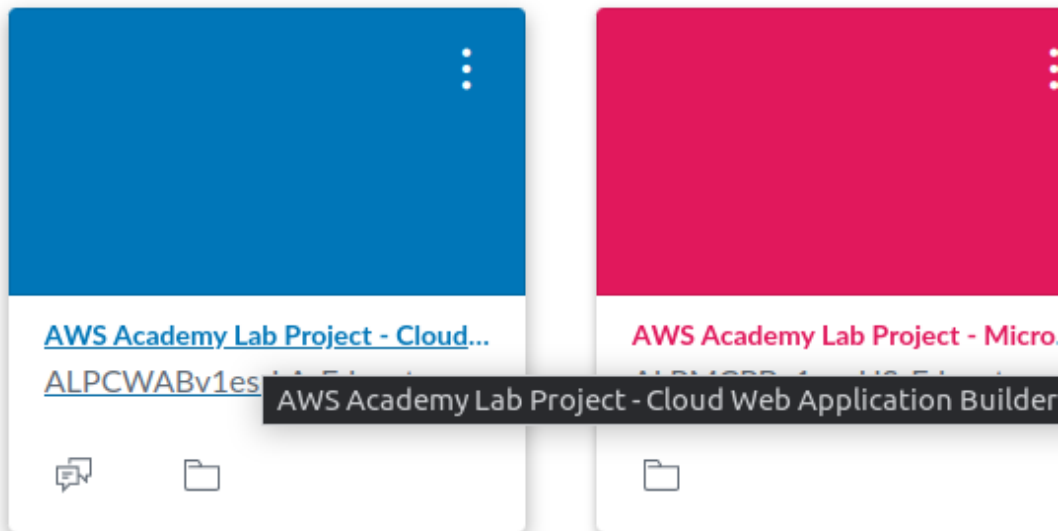 AWS Academy Lab Project - Cloud...
ALPCWABv1es
AWS Academy Lab Project - Micro
AWS Academy Lab Project - Cloud Web Application Builder